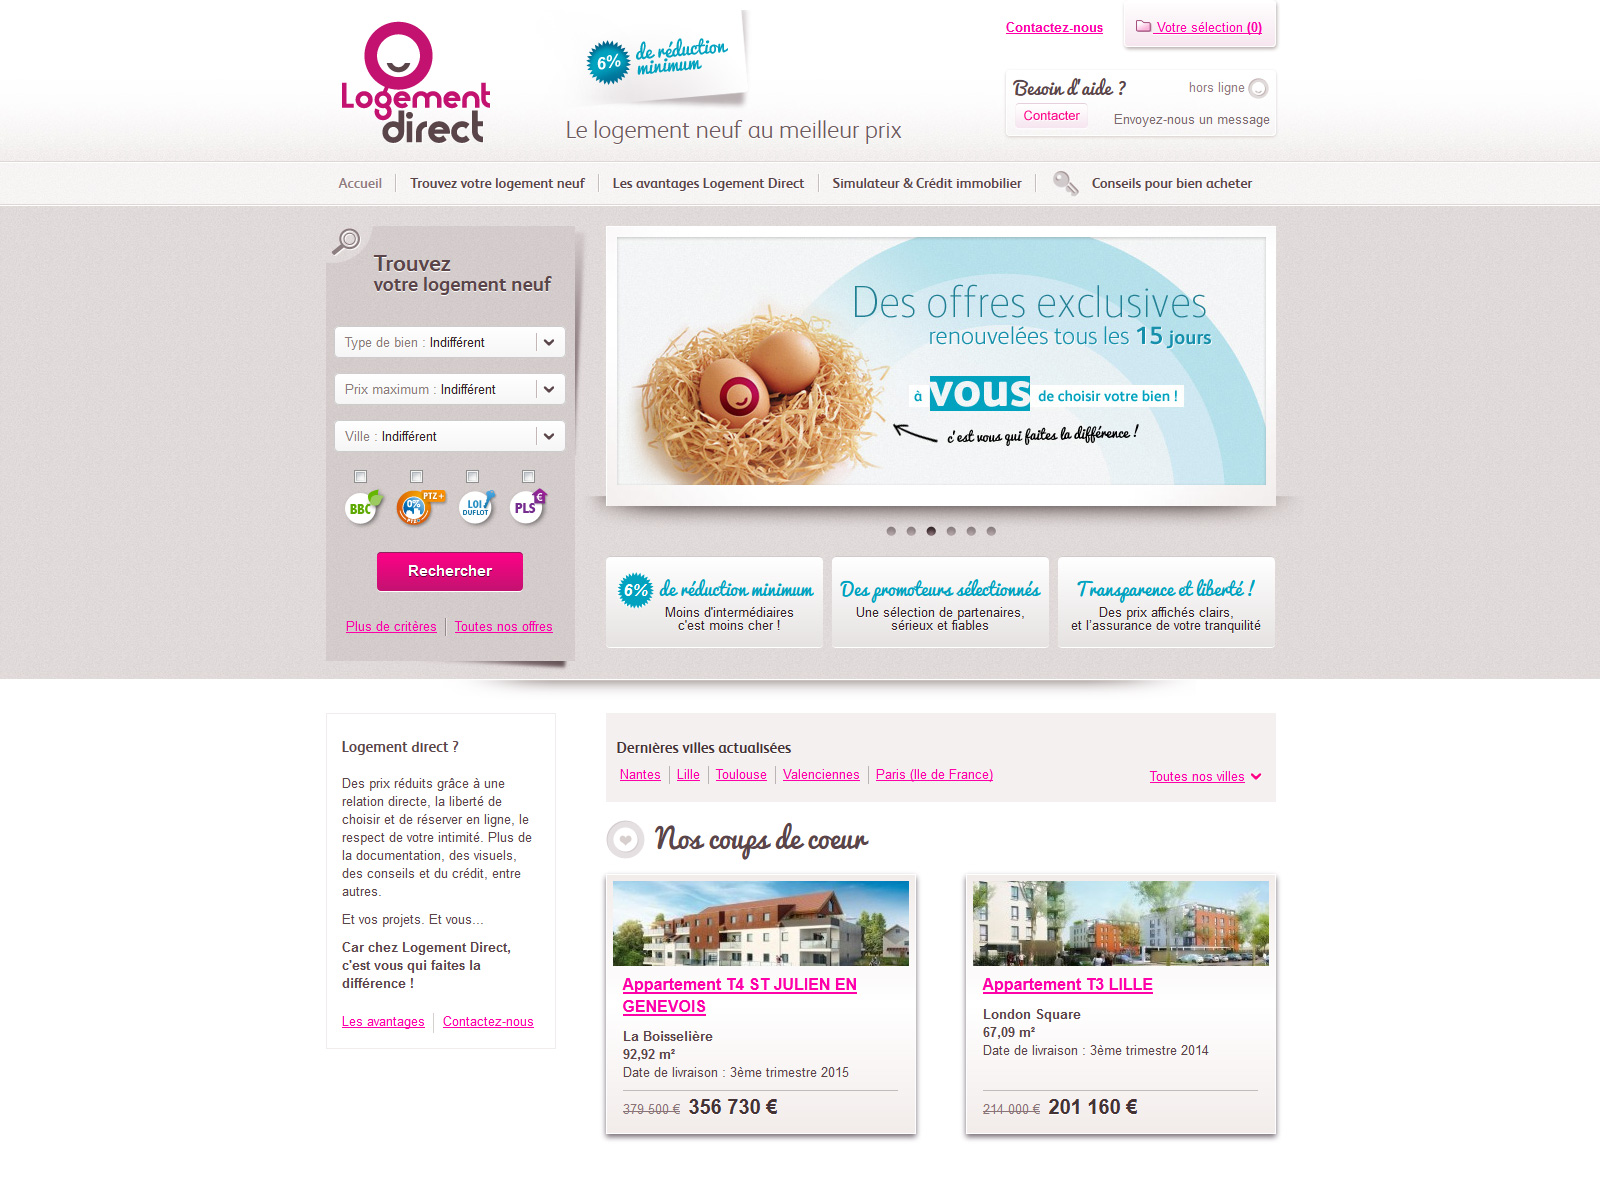 Logement
direct
6% de réduction
minimum
Le logement neuf au meilleur prix
Contactez-nous
Votre sélection (0)
Besoin d'aide ?
hors ligne
Contacter
Envoyez-nous un message
Accueil
Trouvez votre logement neuf
Les avantages Logement Direct
Simulateur & Crédit immobilier
Conseils pour bien acheter
Trouvez
votre logement neuf
Type de bien : Indifférent
Prix maximum : Indifférent
Ville : Indifférent
BBC
0% PTZ +
LOI
DUFLOT
PLS €
Rechercher
Plus de critères
Toutes nos offres
Des offres exclusives
renouvelées tous les 15 jours
à vous de choisir votre bien !
c'est vous qui faites la différence !
6% de réduction minimum
Moins d'intermédiaires
c'est moins cher !
Des promoteurs sélectionnés
Une sélection de partenaires,
sérieux et fiables
Transparence et liberté !
Des prix affichés clairs,
et l'assurance de votre tranquilité
Logement direct ?
Des prix réduits grâce à une
relation directe, la liberté de
choisir et de réserver en ligne, le
respect de votre intimité. Plus de
la documentation, des visuels,
des conseils et du crédit, entre
autres.
Et vos projets. Et vous...
Car chez Logement Direct,
c'est vous qui faites la
différence !
Les avantages
Contactez-nous
Dernières villes actualisées
Nantes
Lille
Toulouse
Valenciennes
Paris (Ile de France)
Toutes nos villes
Nos coups de coeur
Appartement T4 ST JULIEN EN
GENEVOIS
La Boisselière
92,92 m²
Date de livraison : 3ème trimestre 2015
379 500 € 356 730 €
Appartement T3 LILLE
London Square
67,09 m²
Date de livraison : 3ème trimestre 2014
214 000 € 201 160 €